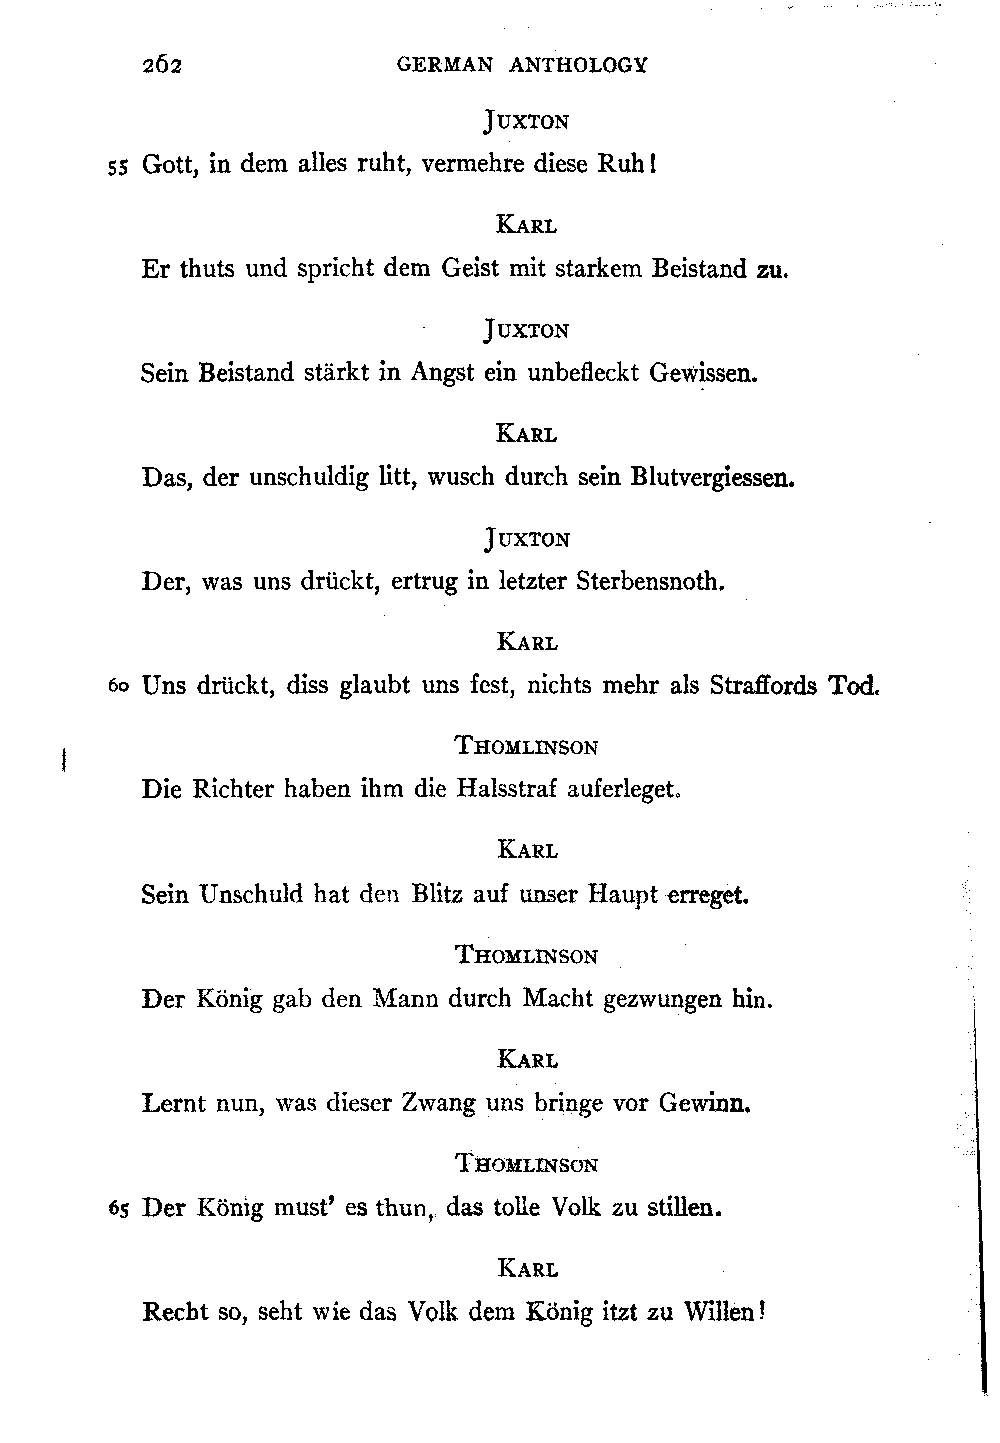 262 GERMAN ANTHOLOGY
JUXTON
55 Gott, in dem alles ruht, vermehre diese Ruh!
KARL
Er thuts und spricht dem Geist mit starkem Beistand zu.
JUXTON
Sein Beistand stärkt in Angst ein unbefleckt Gewissen.
KARL
Das, der unschuldig litt, wusch durch sein Blutvergiessen.
JUXTON
Der, was uns drückt, ertrug in letzter Sterbensnoth.
KARL
60 Uns drückt, diss glaubt uns fest, nichts mehr als Straffords Tod.
THOMLINSON
Die Richter haben ihm die Halsstraf auferleget.
KARL
Sein Unschuld hat den Blitz auf unser Haupt erreget.
THOMLINSON
Der König gab den Mann durch Macht gezwungen hin.
KARL
Lernt nun, was dieser Zwang uns bringe vor Gewinn.
THOMLINSON
65 Der König must' es thun, das tolle Volk zu stillen.
KARL
Recht so, seht wie das Volk dem König itzt zu Willen!